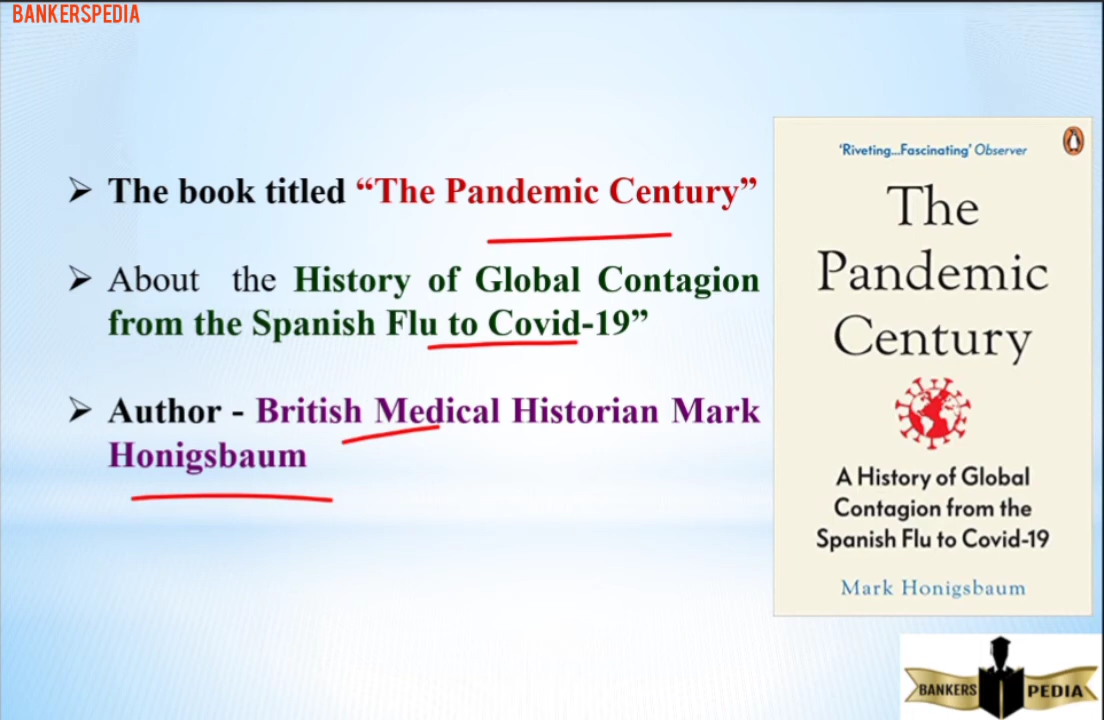 BANKERSPEDIA
The book titled “The Pandemic Century”
About the History of Global Contagion
from the Spanish Flu to Covid-19”
Author - British Medical Historian Mark
Honigsbaum
‘Riveting...Fascinating’ Observer
The
Pandemic
Century
A History of Global
Contagion from the
Spanish Flu to Covid-19
Mark Honigsbaum
BANKERS PEDIA